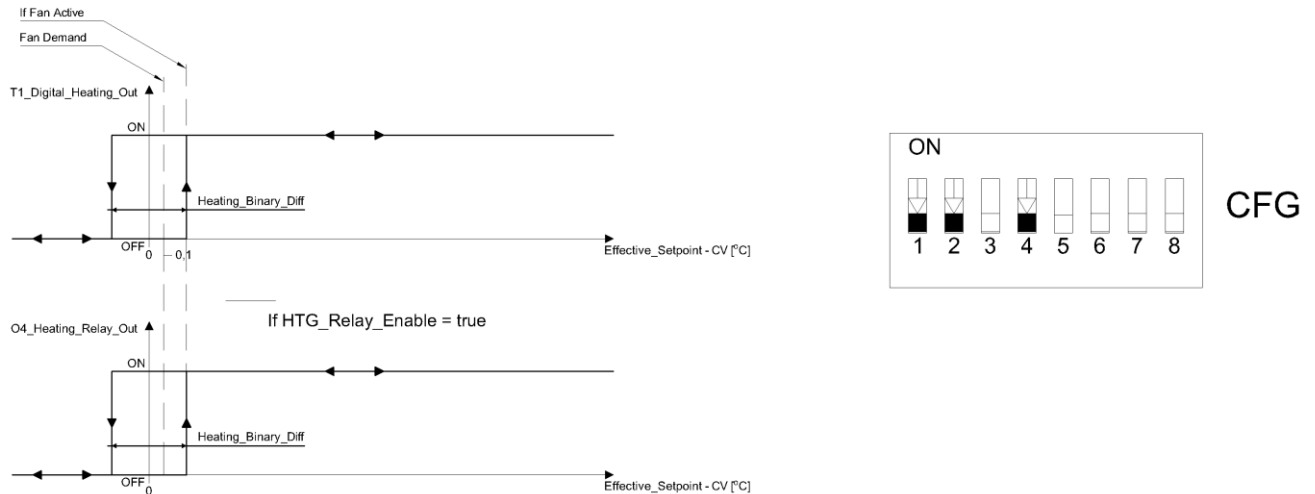 If Fan Active
Fan Demand
T1_Digital_Heating_Out
ON
Heating_Binary_Diff
OFF
0
0,1
Effective_Setpoint - CV [°C]
If HTG_Relay_Enable = true
O4_Heating_Relay_Out
ON
Heating_Binary_Diff
OFF
0
Effective_Setpoint - CV [°C]
ON
1 2 3 4 5 6 7 8
CFG